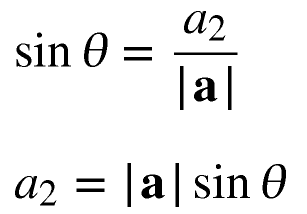 sin θ = a₂ / |a|
a₂ = |a| sin θ